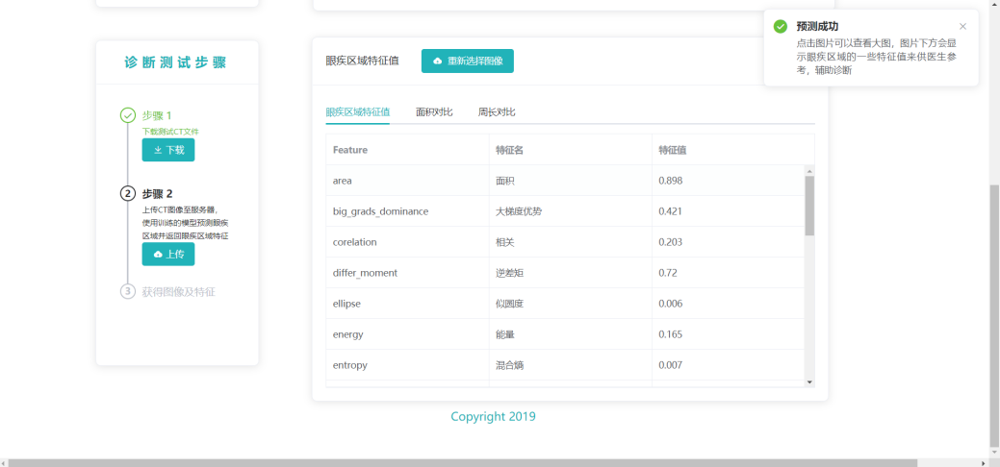 预测成功
点击图片可以查看大图，图片下方会显
示眼疾区域的一些特征值来供医生参
考，辅助诊断
诊断测试步骤
步骤 1
下载测试CT文件
下载
2 步骤 2
上传CT图像至服务器，
使用训练的模型预测眼疾
区域并返回眼疾区域特征
上传
3 获得图像及特征
眼疾区域特征值 重新选择图像
眼疾区域特征值 面积对比 周长对比
Feature 特征名 特征值
area 面积 0.898
big_grads_dominance 大梯度优势 0.421
corelation 相关 0.203
differ_moment 逆差矩 0.72
ellipse 似圆度 0.006
energy 能量 0.165
entropy 混合熵 0.007
Copyright 2019